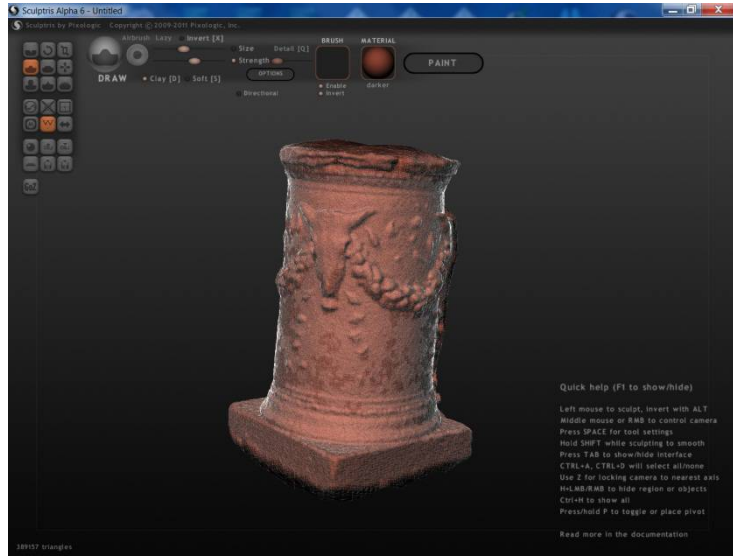 Sculptris Alpha 6 - Untitled
Sculptris by Pixologic Copyright © 2009-2011 Pixologic, Inc.
Airbrush Lazy Invert [X]
Size Detail [Q]
Strength
OPTIONS
DRAW
Clay [D] Soft [S]
Directional
BRUSH
Enable
Invert
MATERIAL
darker
PAINT
GoZ
Quick help (F1 to show/hide)
Left mouse to sculpt, invert with ALT
Middle mouse or RMB to control camera
Press SPACE for tool settings
Hold SHIFT while sculpting to smooth
Press TAB to show/hide interface
CTRL+A, CTRL+D will select all/none
Use Z for locking camera to nearest axis
H+LMB/RMB to hide region or objects
Ctrl+H to show all
Press/hold P to toggle or place pivot
Read more in the documentation
389157 triangles